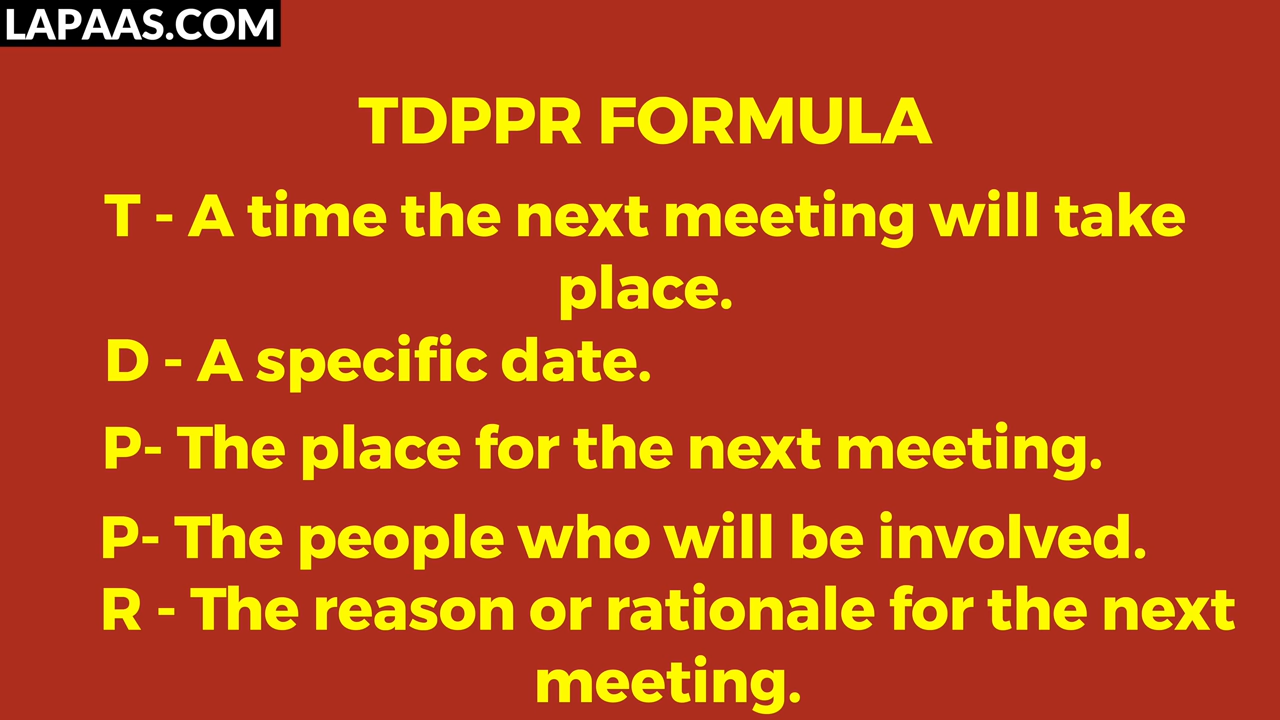 LAPAAS.COM
TDPPR FORMULA
T - A time the next meeting will take
place.
D - A specific date.
P- The place for the next meeting.
P- The people who will be involved.
R - The reason or rationale for the next
meeting.